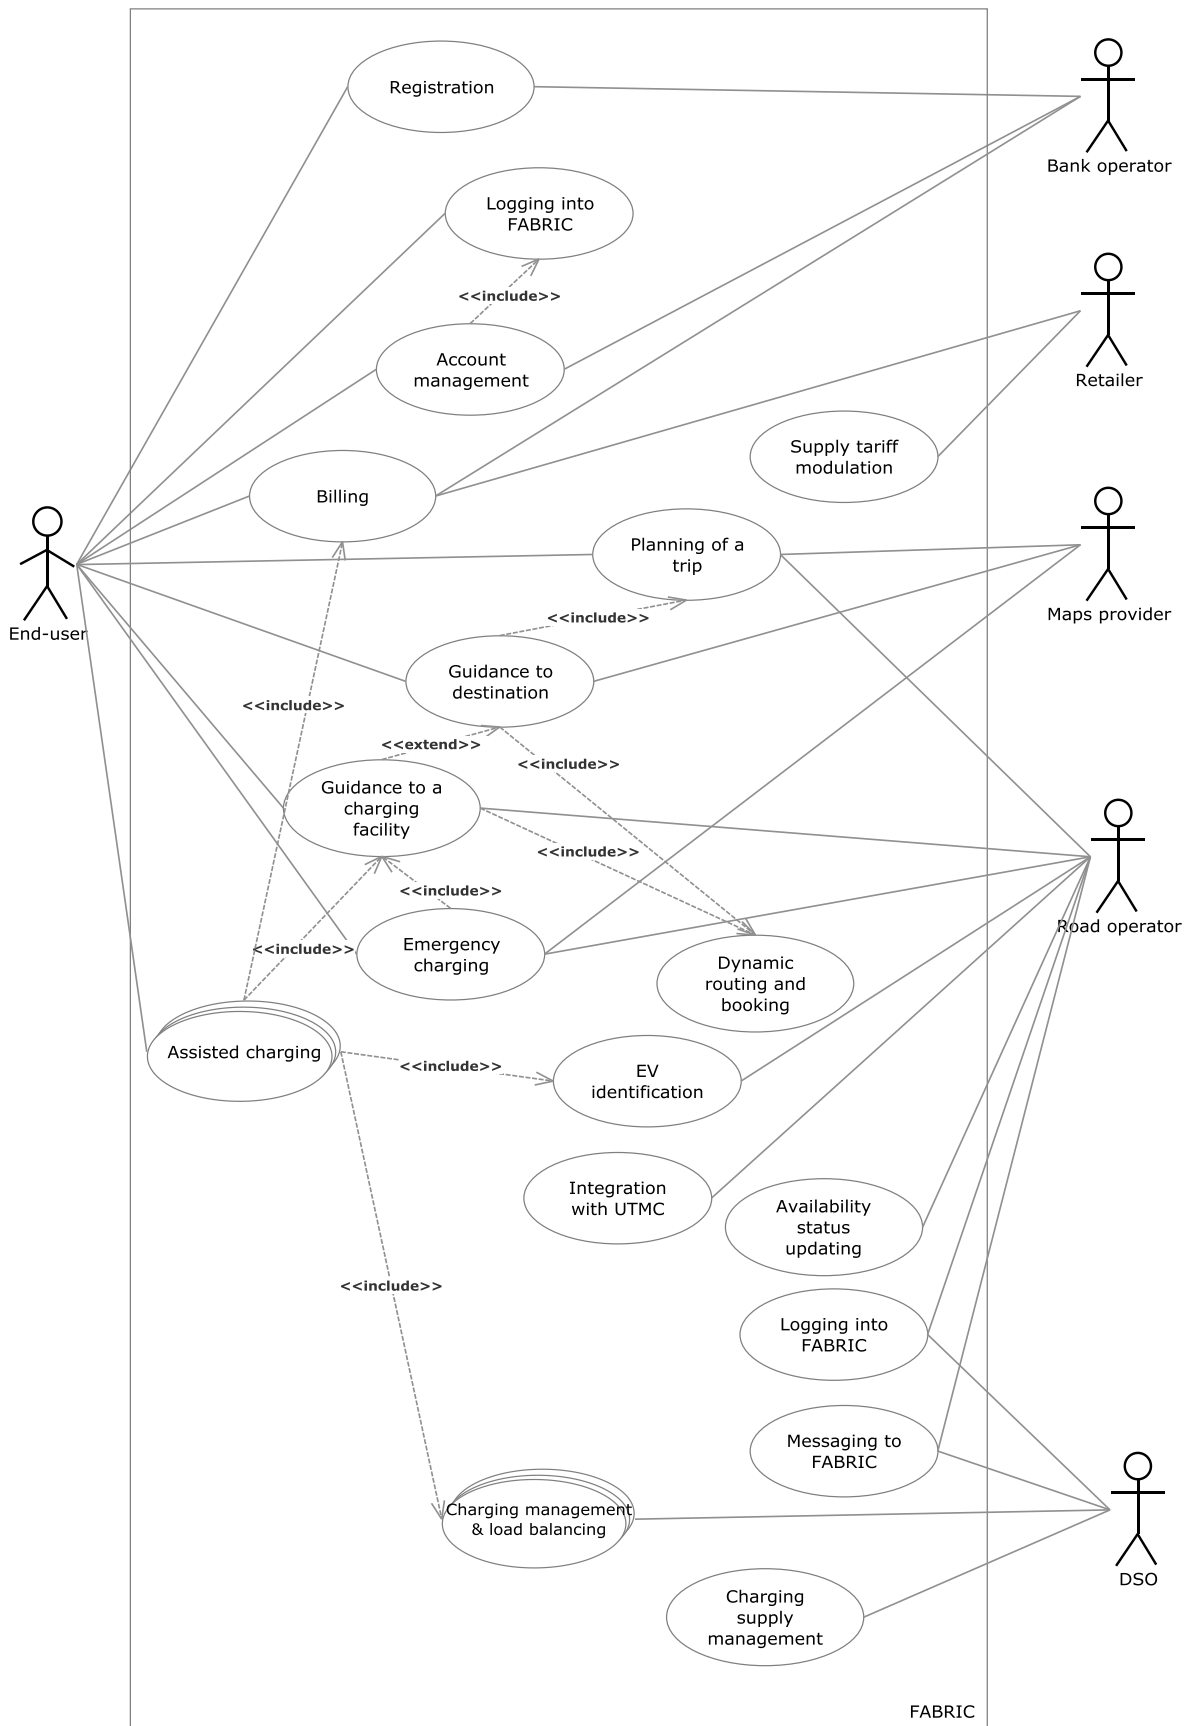 Registration
Bank operator
Logging into
FABRIC
<<include>>
Account
management
Retailer
Supply tariff
modulation
Billing
Planning of a
trip
End-user
Maps provider
<<include>>
Guidance to
destination
<<include>>
<<extend>>
<<include>>
Guidance to a
charging
facility
<<include>>
<<include>>
Road operator
Emergency
charging
<<include>>
Dynamic
routing and
booking
Assisted charging
<<include>>
EV
identification
Integration
with UTMC
Availability
status
updating
<<include>>
Logging into
FABRIC
Messaging to
FABRIC
Charging management
& load balancing
DSO
Charging
supply
management
FABRIC